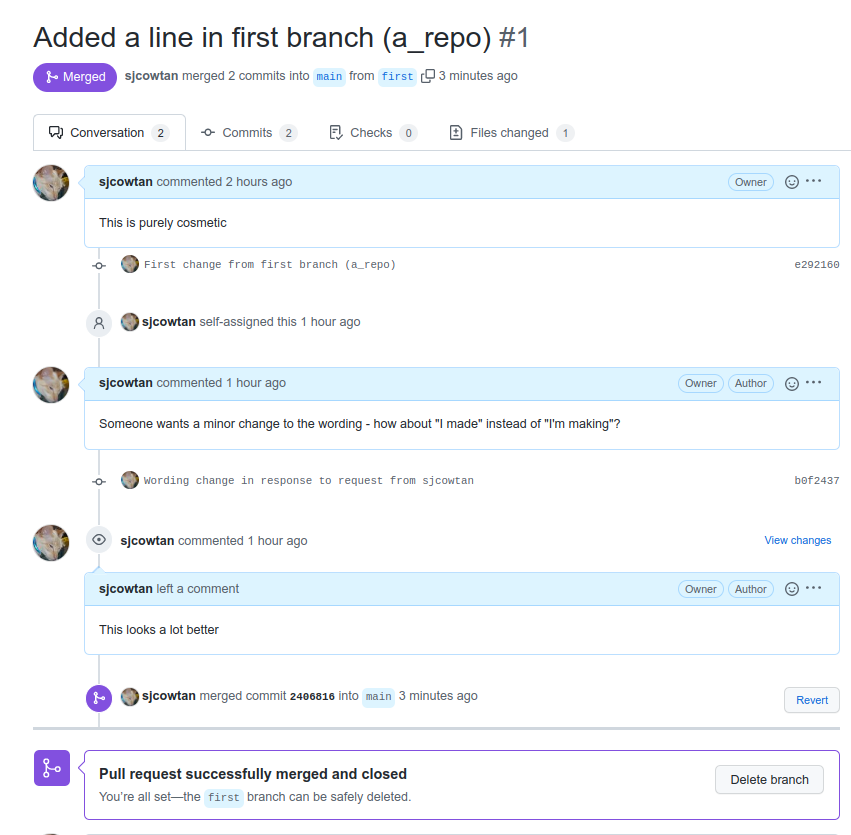 Added a line in first branch (a_repo) #1
Merged sjcowtan merged 2 commits into main from first 3 minutes ago
Conversation 2 Commits 2 Checks 0 Files changed 1
sjcowtan commented 2 hours ago Owner
This is purely cosmetic
First change from first branch (a_repo) e292160
sjcowtan self-assigned this 1 hour ago
sjcowtan commented 1 hour ago Owner Author
Someone wants a minor change to the wording - how about "I made" instead of "I'm making"?
Wording change in response to request from sjcowtan b0f2437
sjcowtan commented 1 hour ago View changes
sjcowtan left a comment Owner Author
This looks a lot better
sjcowtan merged commit 2406816 into main 3 minutes ago Revert
Pull request successfully merged and closed
You're all set—the first branch can be safely deleted.
Delete branch